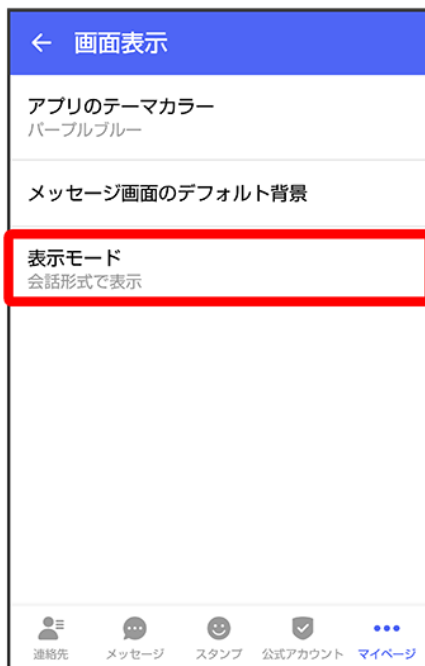 画面表示
アプリのテーマカラー
パープルブルー
メッセージ画面のデフォルト背景
表示モード
会話形式で表示
連絡先 メッセージ スタンプ 公式アカウント マイページ